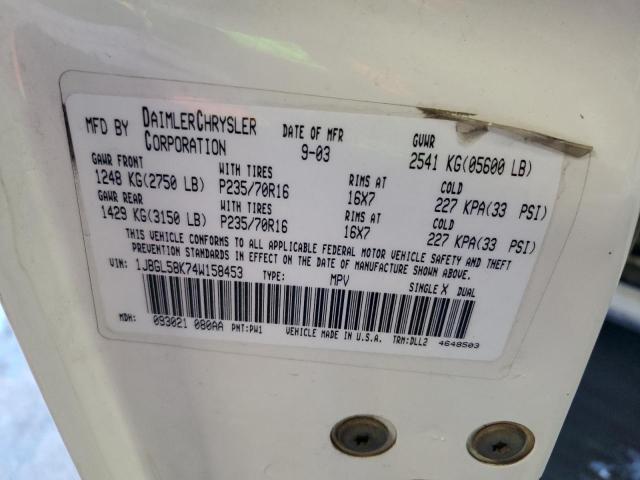 MFD BY DAIMLERCHRYSLER CORPORATION DATE OF MFR 9-03 GVWR 2541 KG(05600 LB)
GAWR FRONT WITH TIRES RIMS AT COLD
1248 KG(2750 LB) P235/70R16 16X7 227 KPA(33 PSI)
GAWR REAR WITH TIRES RIMS AT COLD
1429 KG(3150 LB) P235/70R16 16X7 227 KPA(33 PSI)
THIS VEHICLE CONFORMS TO ALL APPLICABLE FEDERAL MOTOR VEHICLE SAFETY AND THEFT
PREVENTION STANDARDS IN EFFECT ON THE DATE OF MANUFACTURE SHOWN ABOVE.
VIN: 1J8GL58K74W158453 TYPE: MPV SINGLE X DUAL
MDH: 093021 080AA PNT:PW1 VEHICLE MADE IN U.S.A. TRM:DLL2 4648503